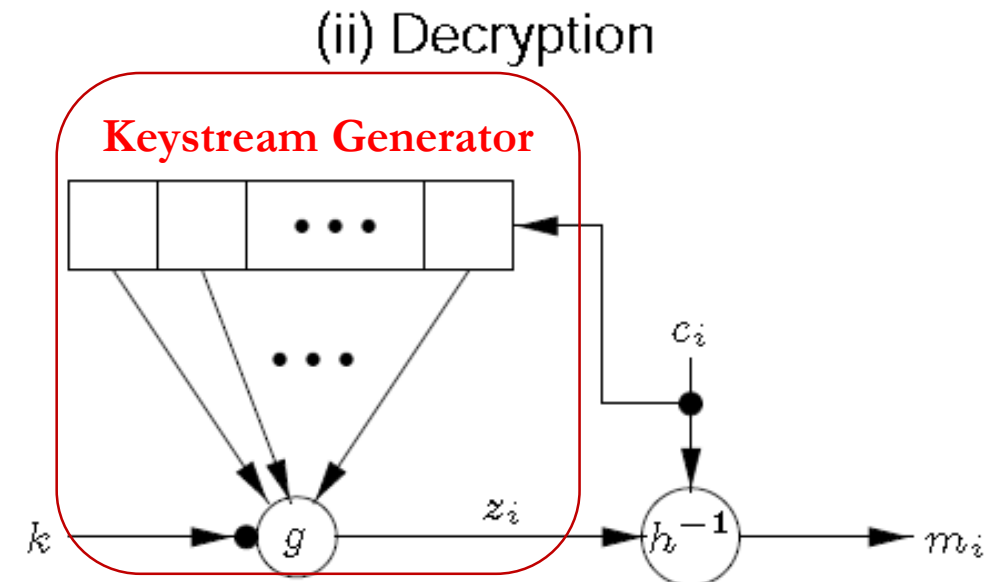 (ii) Decryption
Keystream Generator
• • •
c_i
• • •
z_i
k
g
h^{-1}
m_i